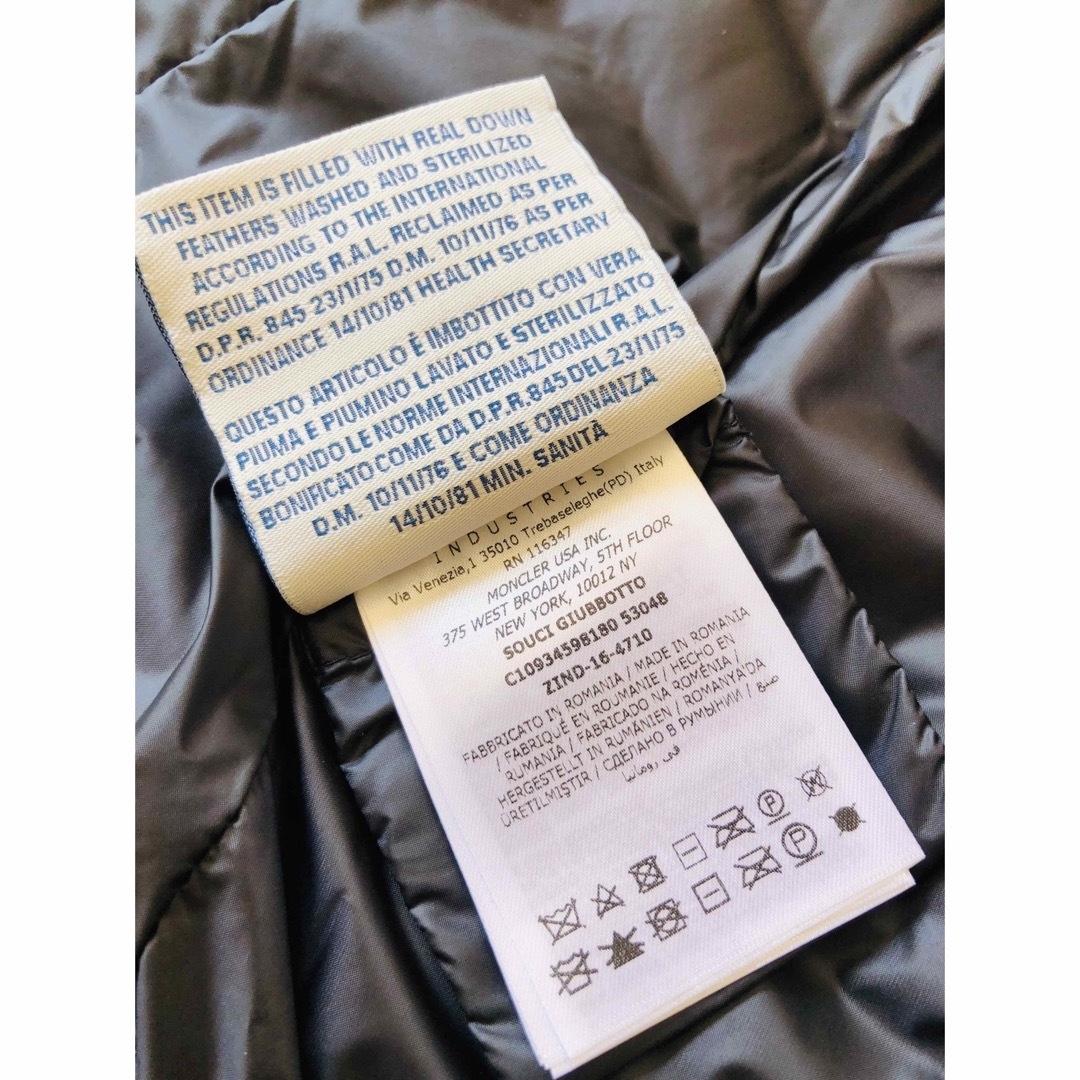 THIS ITEM IS FILLED WITH REAL DOWN
FEATHERS WASHED AND STERILIZED
ACCORDING TO THE INTERNATIONAL
REGULATIONS R.A.L. RECLAIMED AS PER
D.P.R. 845 23/1/75 D.M. 10/11/76 AS PER
ORDINANCE 14/10/81 HEALTH SECRETARY
QUESTO ARTICOLO È IMBOTTITO CON VERA
PIUMA E PIUMINO LAVATO E STERILIZZATO
SECONDO LE NORME INTERNAZIONALI R.A.L.
BONIFICATO COME DA D.P.R. 845 DEL 23/1/75
D.M. 10/11/76 E COME ORDINANZA
14/10/81 MIN. SANITÀ
INDUSTRIES
Via Venezia,1 35010 Trebaseleghe(PD) Italy
RN 116347
MONCLER USA INC.
375 WEST BROADWAY, 5TH FLOOR
NEW YORK, 10012 NY
SOUCI GIUBBOTTO
C10934598180 53048
ZIND-16-4710
FABBRICATO IN ROMANIA / MADE IN ROMANIA
/ FABRIQUÉ EN ROUMANIE / HECHO EN
RUMANIA / FABRICADO NA ROMÉNIA /
HERGESTELLT IN RUMÄNIEN / ROMANYA'DA
ÜRETILMIŞTIR / СДЕЛАНО В РУМЫНИИ /
P
P